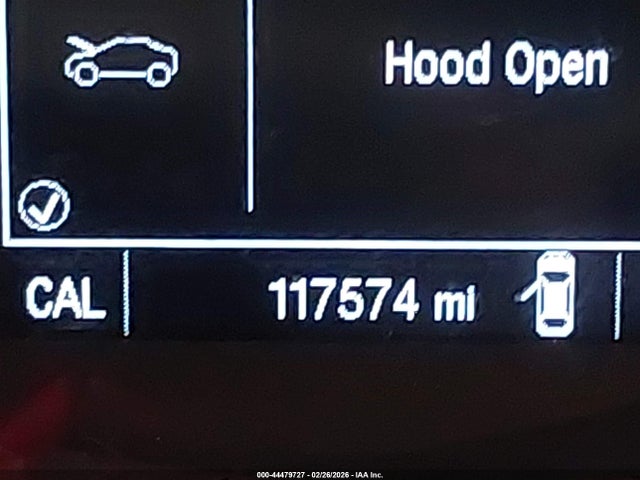 Hood Open
CAL
117574 mi
000-44479727 - 02/26/2026 - IAA Inc.